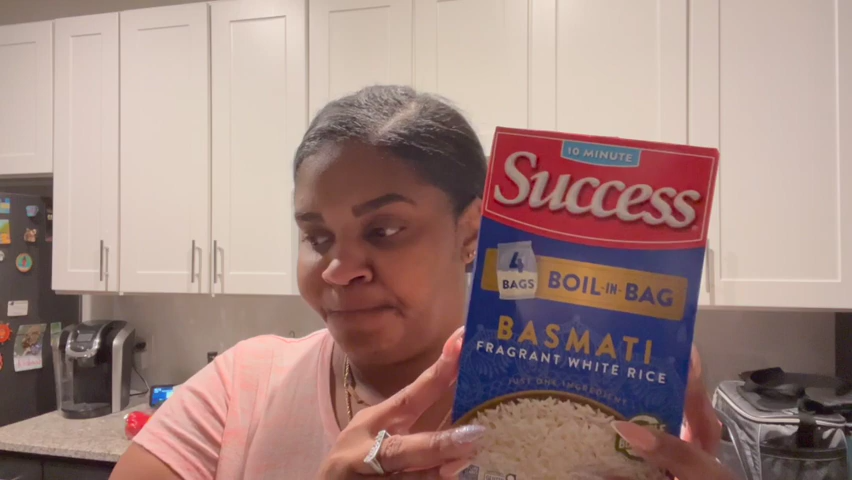 10 MINUTE
Success
4
BAGS
BOIL-IN-BAG
BASMATI
FRAGRANT WHITE RICE
JUST ONE INGREDIENT